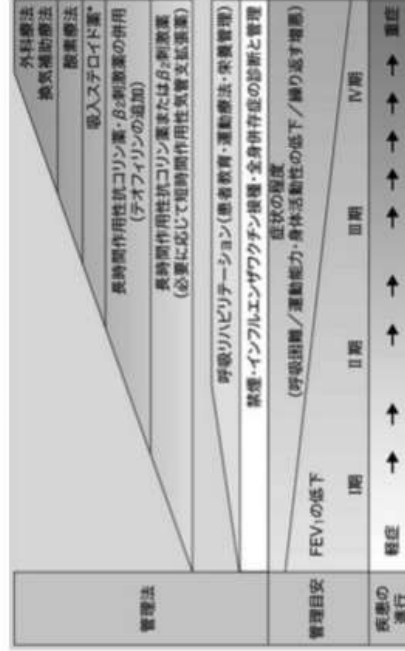 管理法
外科療法
換気補助療法
酸素療法
吸入ステロイド薬*
長時間作用性抗コリン薬・β₂刺激薬の併用
(テオフィリンの追加)
長時間作用性抗コリン薬またはβ₂刺激薬
(必要に応じて短時間作用性気管支拡張薬)
呼吸リハビリテーション(患者教育・運動療法・栄養管理)
禁煙・インフルエンザワクチン接種・全身併存症の診断と管理
管理目安
症状の程度
(呼吸困難/運動能力・身体活動性の低下/繰り返す増悪)
FEV₁の低下
I期 II期 III期 IV期
疾患の
進行
軽症 → → → → → → → 重症